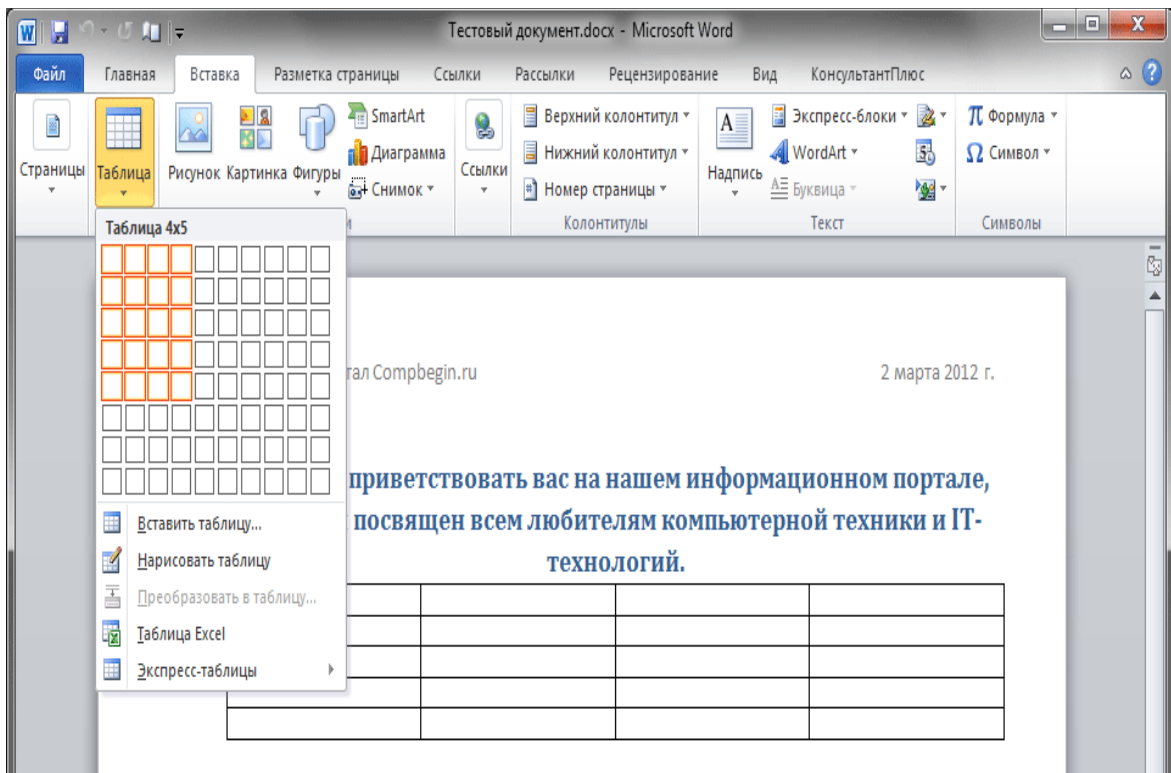 Тестовый документ.docx - Microsoft Word
Файл Главная Вставка Разметка страницы Ссылки Рассылки Рецензирование Вид КонсультантПлюс
Страницы
Таблица
Рисунок Картинка Фигуры
SmartArt
Диаграмма
Снимок
Ссылки
Верхний колонтитул
Нижний колонтитул
Номер страницы
Колонтитулы
Надпись
Экспресс-блоки
WordArt
Буквица
Текст
Формула
Символ
Символы
Таблица 4x5
Вставить таблицу...
Нарисовать таблицу
Преобразовать в таблицу...
Таблица Excel
Экспресс-таблицы
Compbegin.ru 2 марта 2012 г.
приветствовать вас на нашем информационном портале,
посвящен всем любителям компьютерной техники и IT-
технологий.